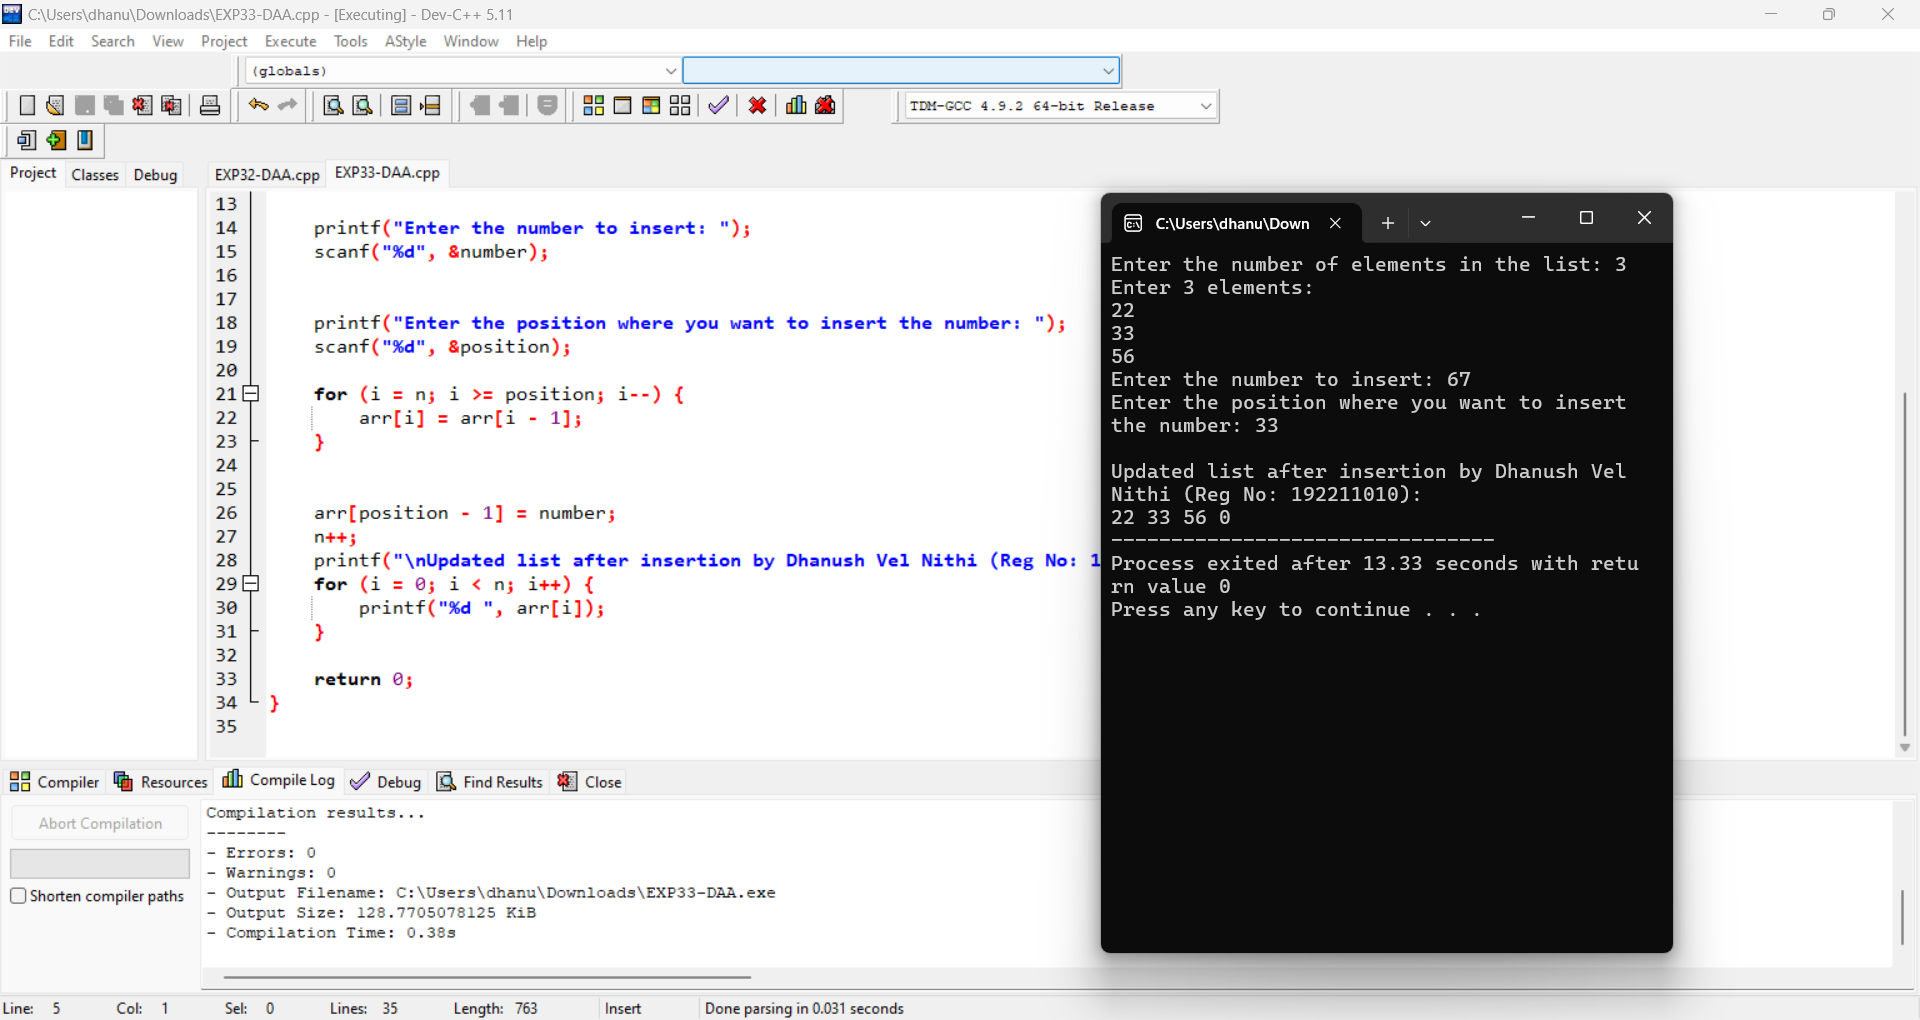 C:\Users\dhanu\Downloads\EXP33-DAA.cpp - [Executing] - Dev-C++ 5.11
File Edit Search View Project Execute Tools AStyle Window Help
(globals)
TDM-GCC 4.9.2 64-bit Release
Project Classes Debug
EXP32-DAA.cpp EXP33-DAA.cpp
13
14 printf("Enter the number to insert: ");
15 scanf("%d", &number);
16
17
18 printf("Enter the position where you want to insert the number: ");
19 scanf("%d", &position);
20
21 for (i = n; i >= position; i--) {
22 arr[i] = arr[i - 1];
23 }
24
25
26 arr[position - 1] = number;
27 n++;
28 printf("\nUpdated list after insertion by Dhanush Vel Nithi (Reg No: 1
29 for (i = 0; i < n; i++) {
30 printf("%d ", arr[i]);
31 }
32
33 return 0;
34 }
35
C:\Users\dhanu\Down
Enter the number of elements in the list: 3
Enter 3 elements:
22
33
56
Enter the number to insert: 67
Enter the position where you want to insert
the number: 33
Updated list after insertion by Dhanush Vel
Nithi (Reg No: 192211010):
22 33 56 0
--------------------------------
Process exited after 13.33 seconds with retu
rn value 0
Press any key to continue . . .
Compiler Resources Compile Log Debug Find Results Close
Abort Compilation
Shorten compiler paths
Compilation results...
--------
- Errors: 0
- Warnings: 0
- Output Filename: C:\Users\dhanu\Downloads\EXP33-DAA.exe
- Output Size: 128.7705078125 KiB
- Compilation Time: 0.38s
Line: 5 Col: 1 Sel: 0 Lines: 35 Length: 763 Insert Done parsing in 0.031 seconds